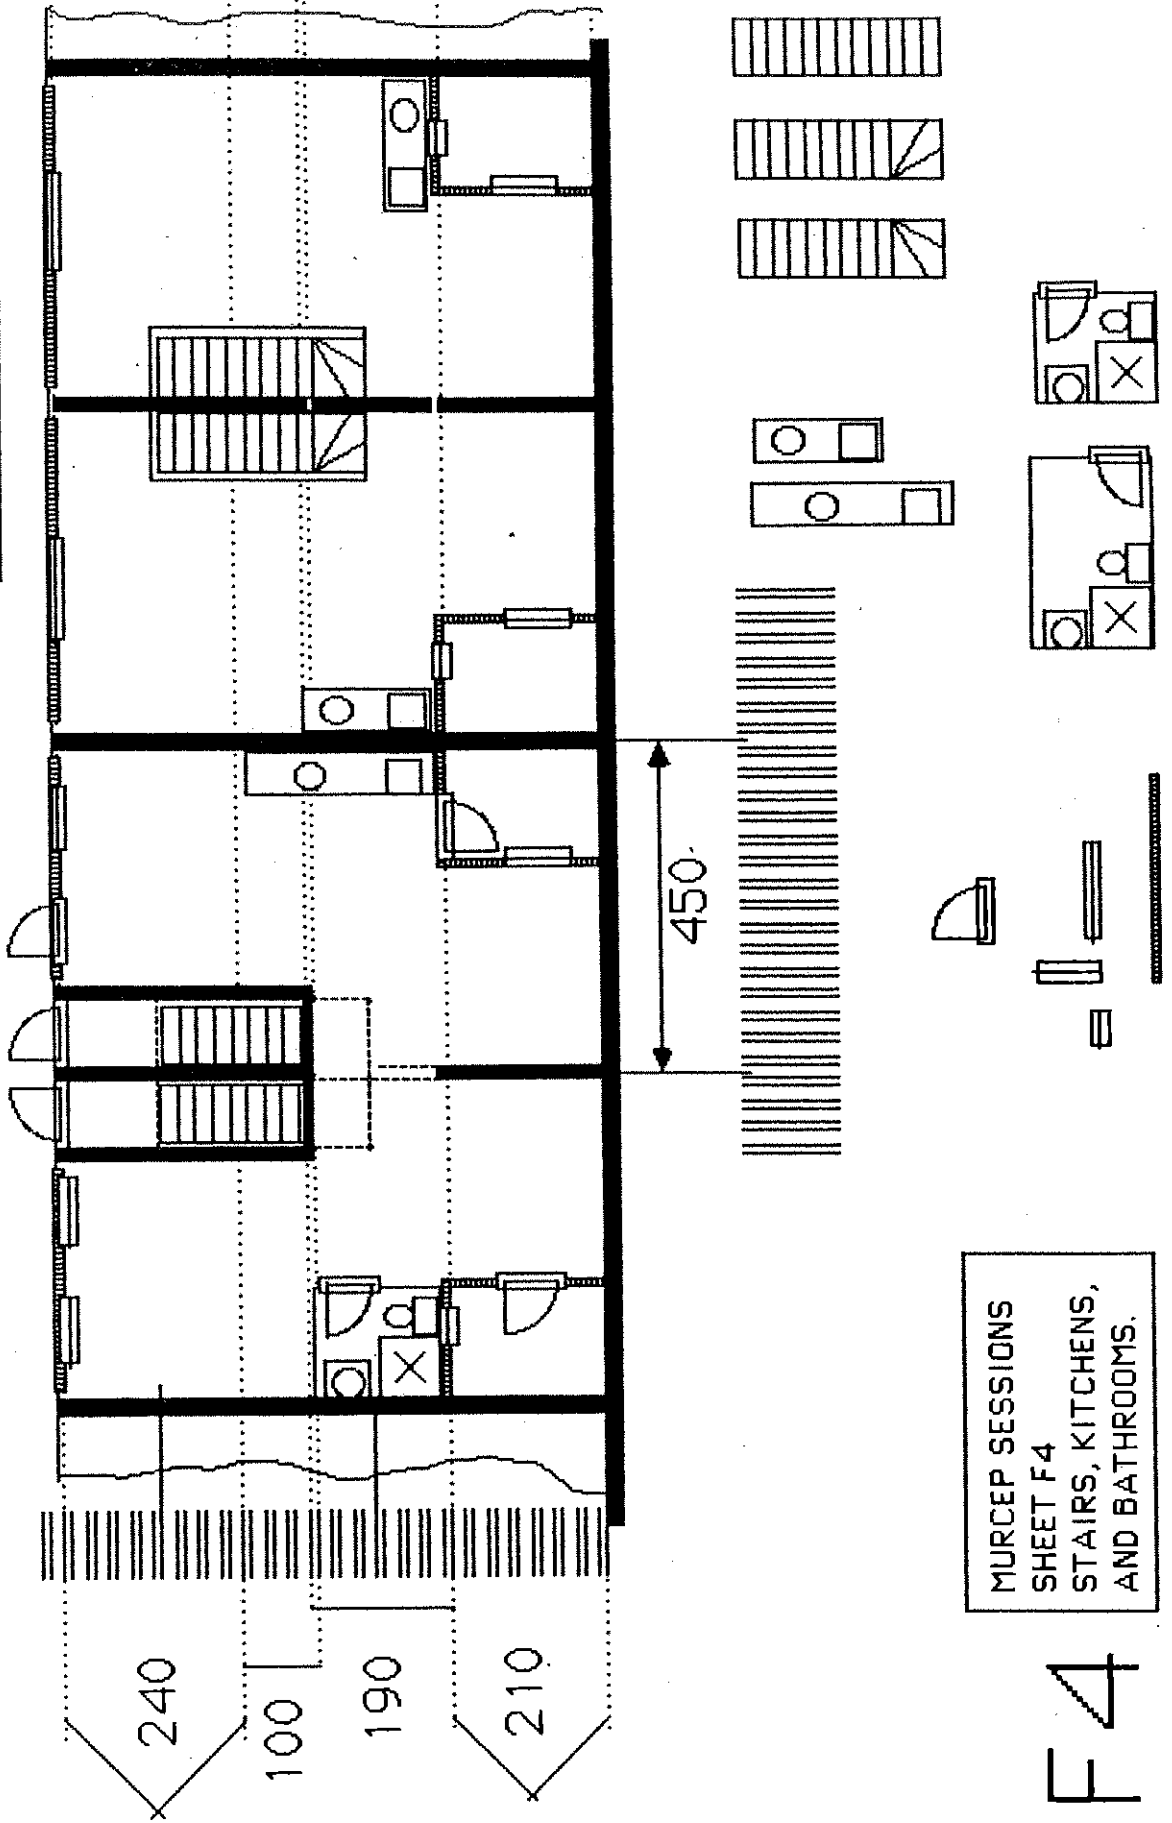 240
100
190
210
450
F4
MURCEP SESSIONS
SHEET F4
STAIRS, KITCHENS,
AND BATHROOMS.